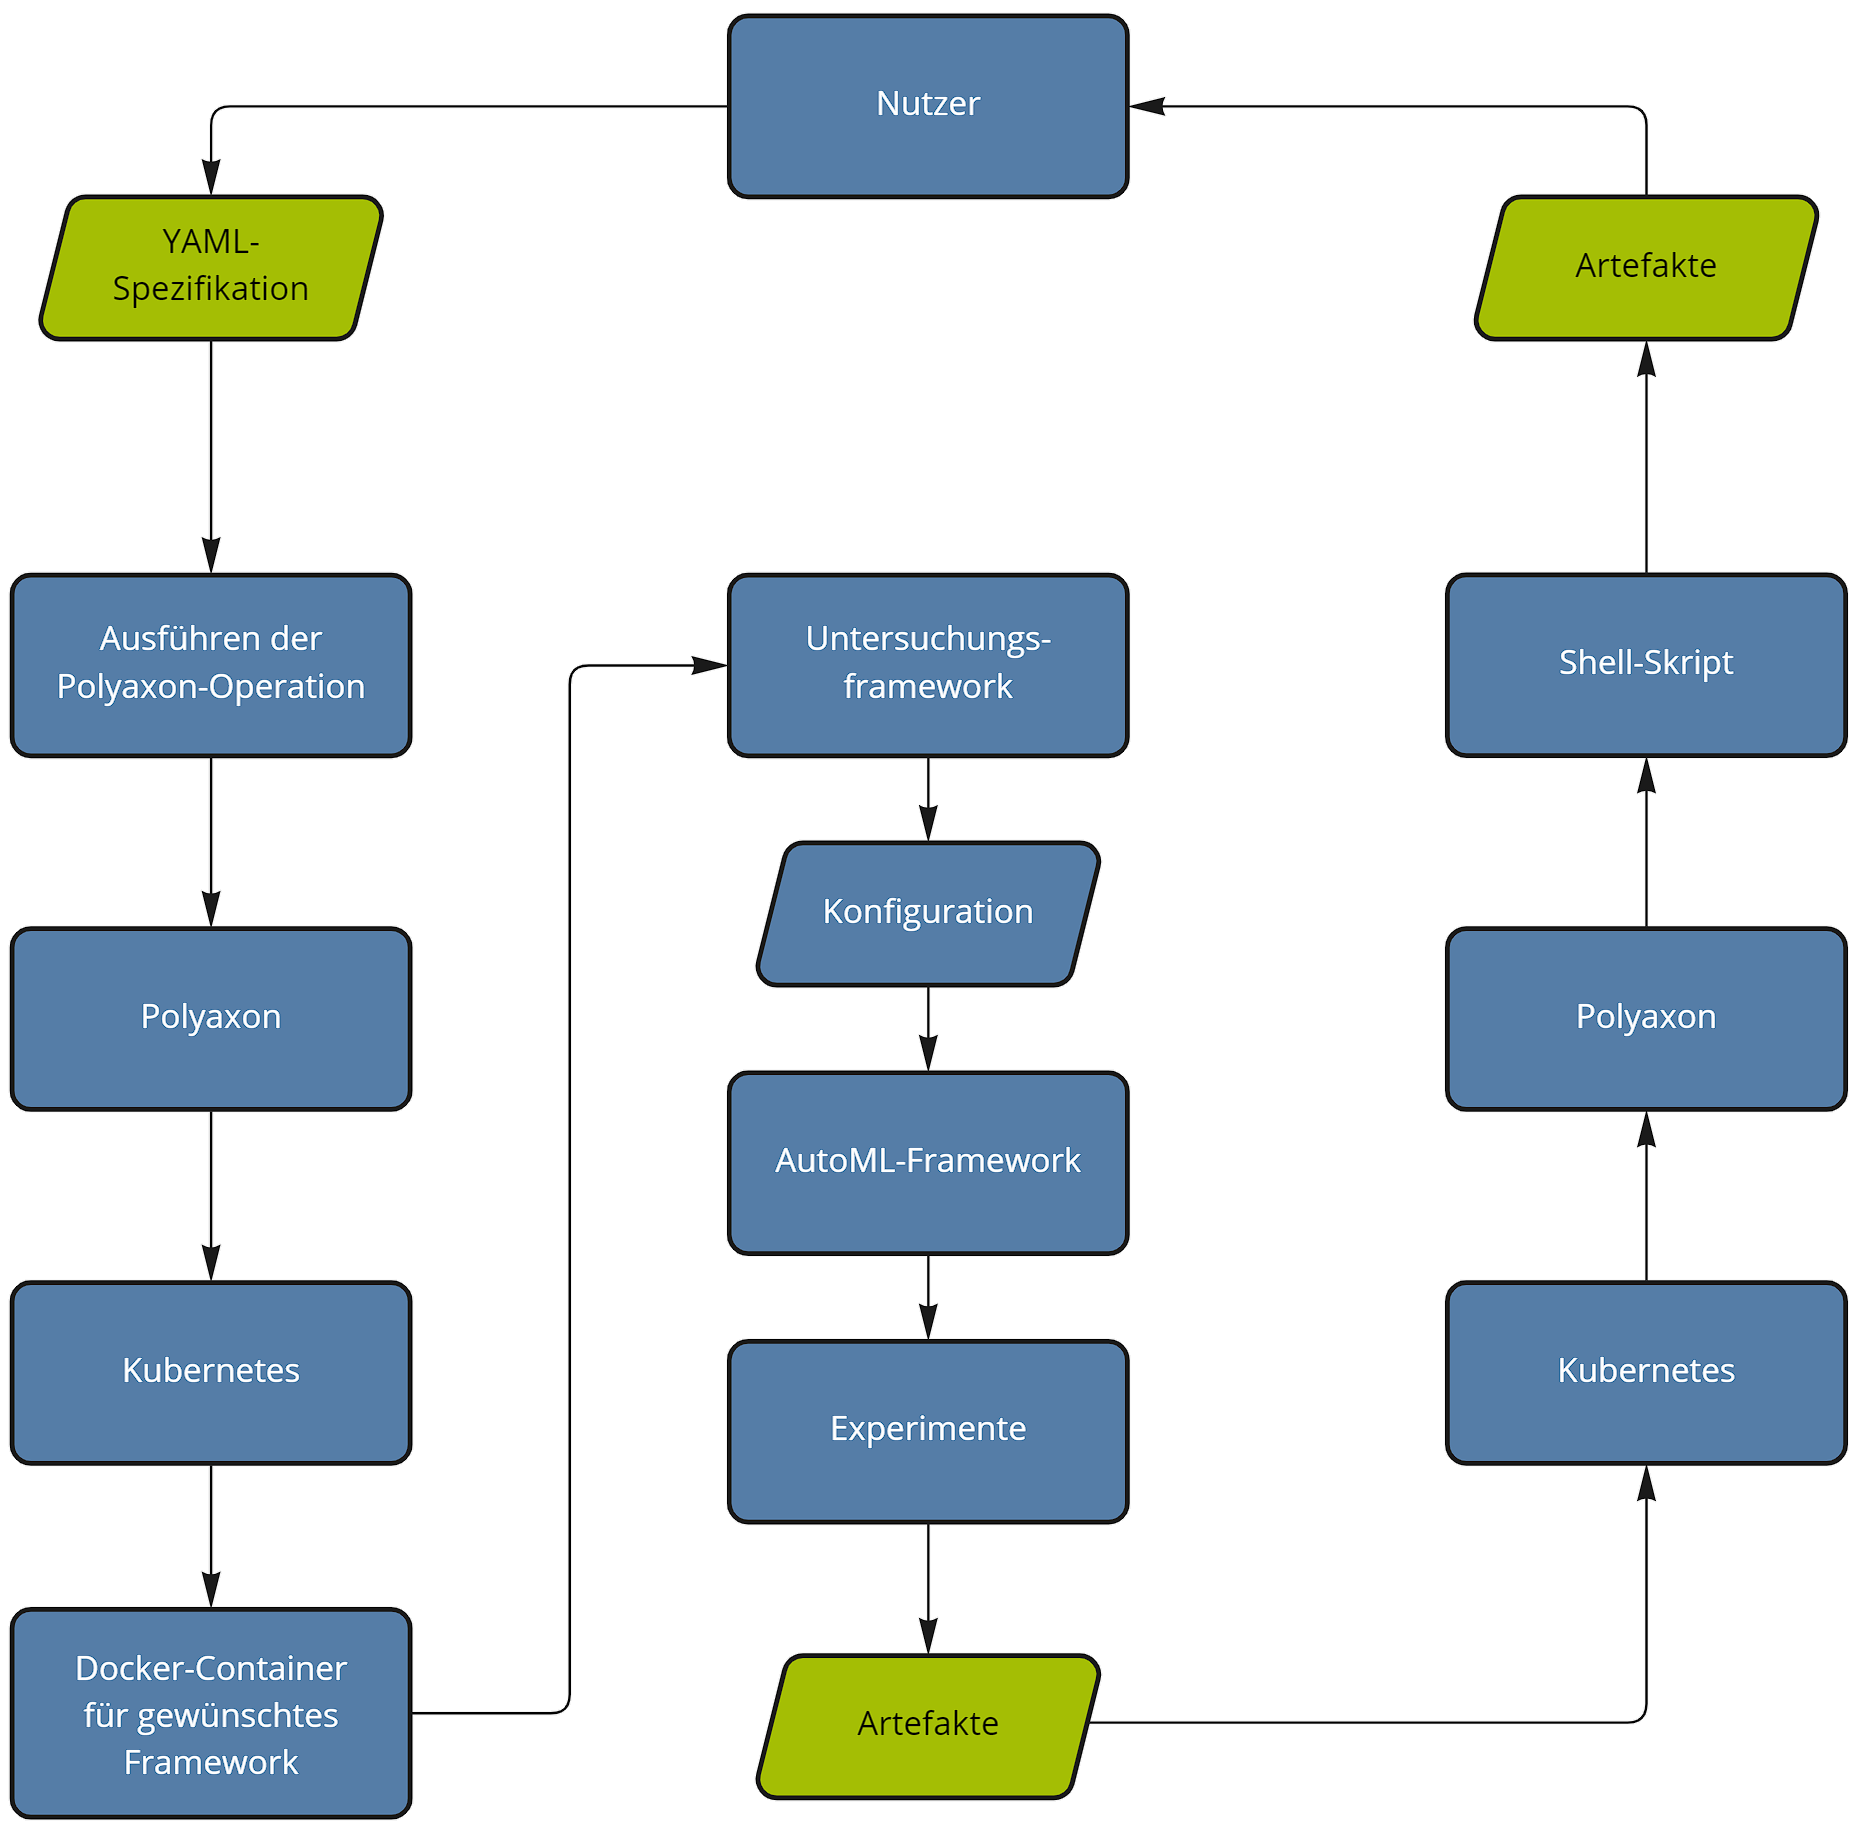 Nutzer
YAML-
Spezifikation
Ausführen der
Polyaxon-Operation
Polyaxon
Kubernetes
Docker-Container
für gewünschtes
Framework
Untersuchungs-
framework
Konfiguration
AutoML-Framework
Experimente
Artefakte
Kubernetes
Polyaxon
Shell-Skript
Artefakte